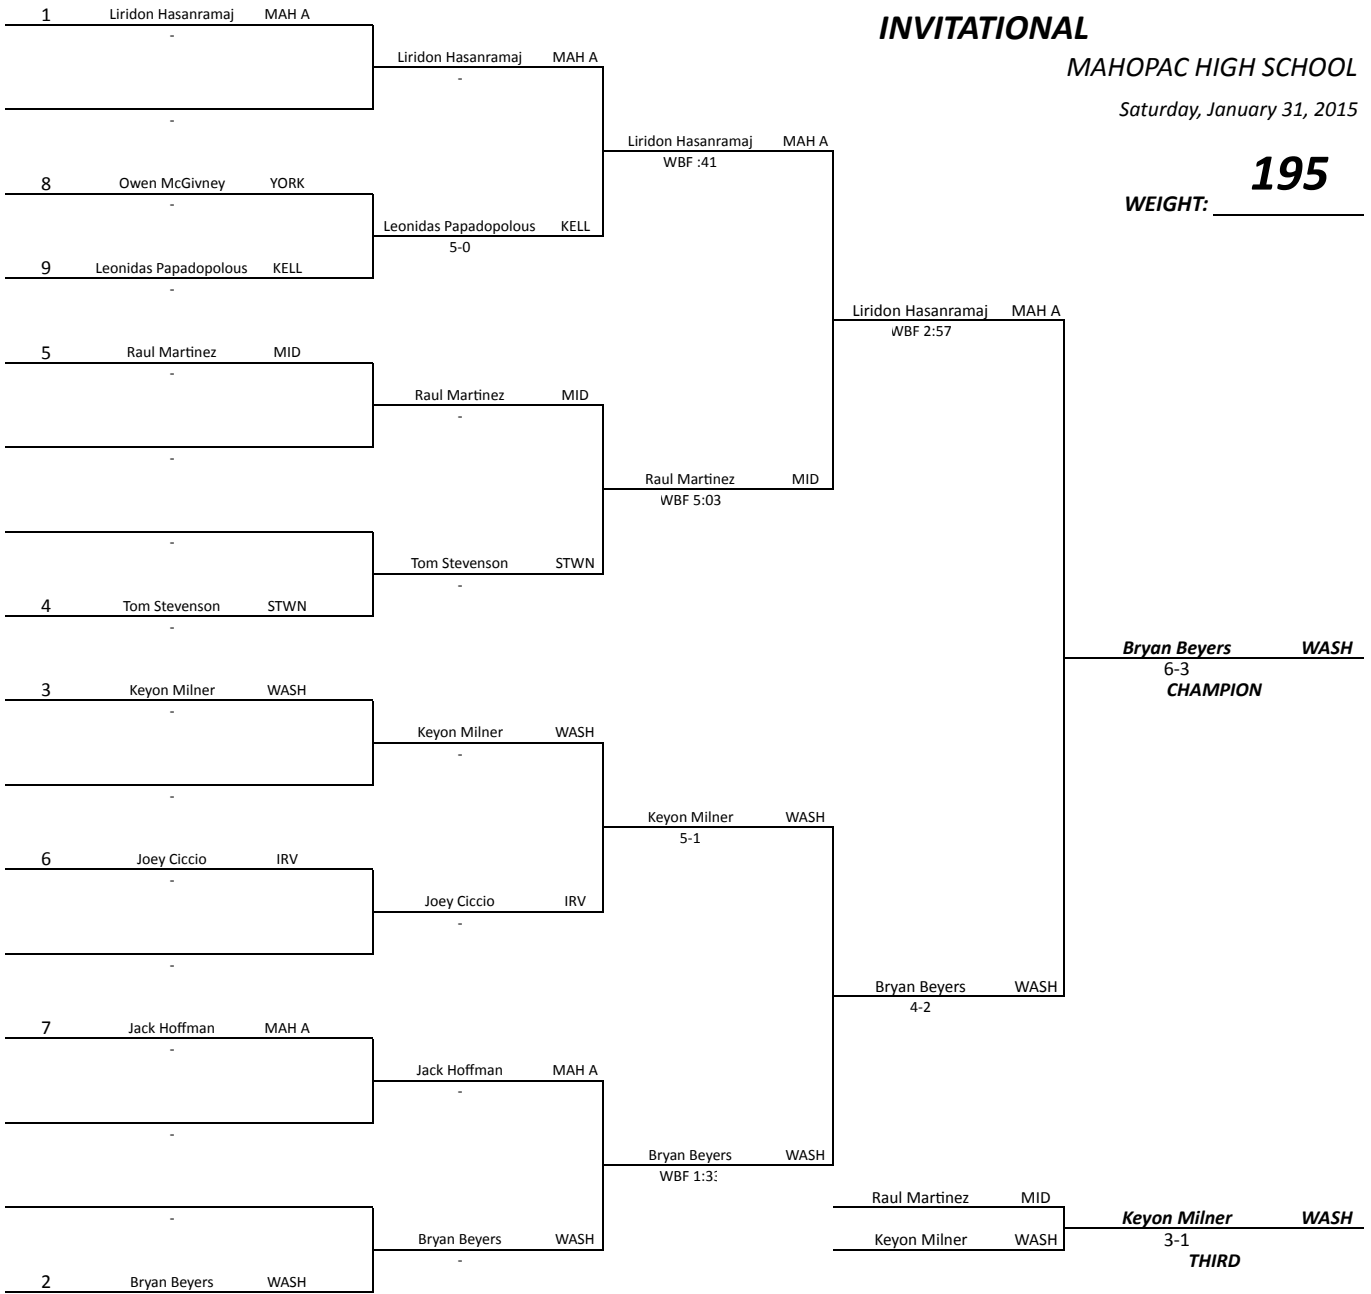 INVITATIONAL
MAHOPAC HIGH SCHOOL
Saturday, January 31, 2015
195
WEIGHT:
1 Liridon Hasanramaj MAH A
-
-
8 Owen McGivney YORK
-
9 Leonidas Papadopolous KELL
-
5 Raul Martinez MID
-
-
-
4 Tom Stevenson STWN
-
3 Keyon Milner WASH
-
-
6 Joey Ciccio IRV
-
-
7 Jack Hoffman MAH A
-
-
-
2 Bryan Beyers WASH
Liridon Hasanramaj MAH A
-
Leonidas Papadopolous KELL
5-0
Raul Martinez MID
-
Tom Stevenson STWN
-
Keyon Milner WASH
-
Joey Ciccio IRV
-
Jack Hoffman MAH A
-
Bryan Beyers WASH
-
Liridon Hasanramaj MAH A
WBF :41
Raul Martinez MID
WBF 5:03
Keyon Milner WASH
5-1
Bryan Beyers WASH
WBF 1:33
Liridon Hasanramaj MAH A
WBF 2:57
Bryan Beyers WASH
4-2
Bryan Beyers WASH
6-3
CHAMPION
Raul Martinez MID
Keyon Milner WASH
Keyon Milner WASH
3-1
THIRD